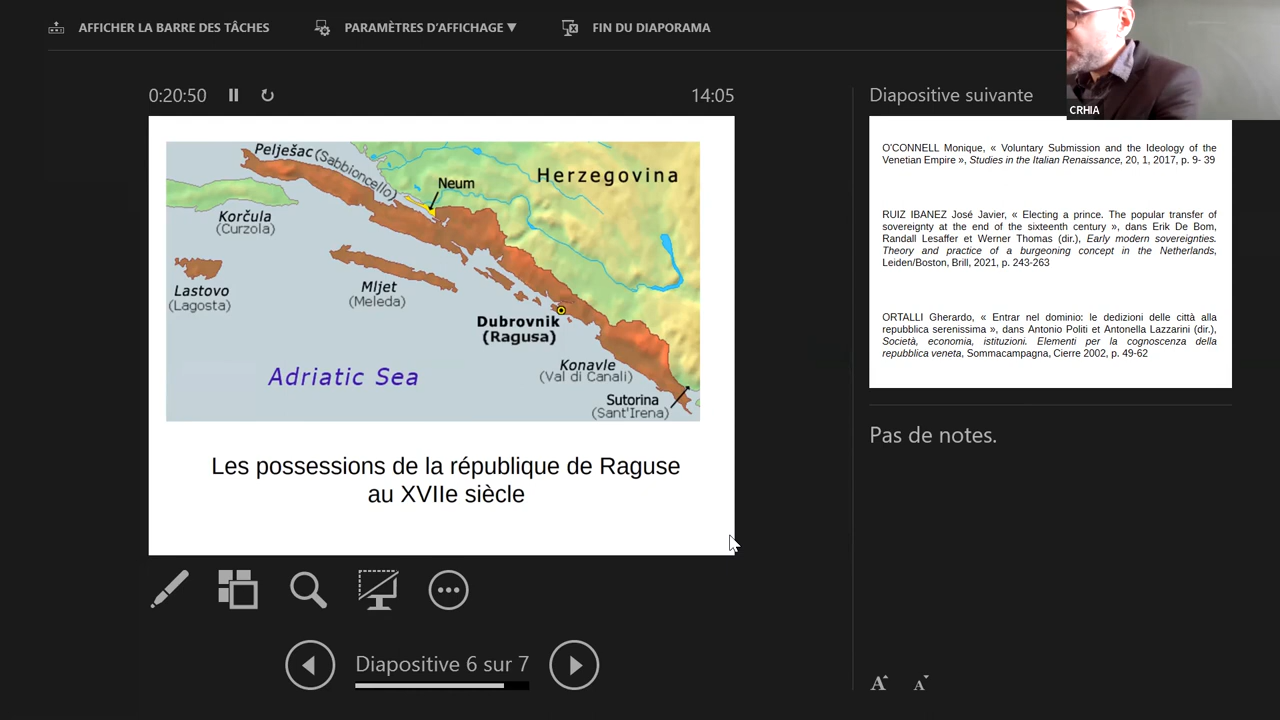 AFFICHER LA BARRE DES TÂCHES
PARAMÈTRES D'AFFICHAGE ▼
FIN DU DIAPORAMA
CRHIA
0:20:50
14:05
Pelješac (Sabbioncello)
Neum
Herzegovina
Korčula
(Curzola)
Lastovo
(Lagosta)
Mljet
(Meleda)
Dubrovnik
(Ragusa)
Konavle
(Val di Canali)
Adriatic Sea
Sutorina
(Sant'Irena)
Les possessions de la république de Raguse
au XVIIe siècle
Diapositive 6 sur 7
Diapositive suivante
O'CONNELL Monique, « Voluntary Submission and the Ideology of the
Venetian Empire », Studies in the Italian Renaissance, 20, 1, 2017, p. 9- 39
RUIZ IBANEZ José Javier, « Electing a prince. The popular transfer of
sovereignty at the end of the sixteenth century », dans Erik De Bom,
Randall Lesaffer et Werner Thomas (dir.), Early modern sovereignties.
Theory and practice of a burgeoning concept in the Netherlands,
Leiden/Boston, Brill, 2021, p. 243-263
ORTALLI Gherardo, « Entrar nel dominio: le dedizioni delle città alla
repubblica serenissima », dans Antonio Politi et Antonella Lazzarini (dir.),
Società, economia, istituzioni. Elementi per la cognoscenza della
repubblica veneta, Sommacampagna, Cierre 2002, p. 49-62
Pas de notes.
A A